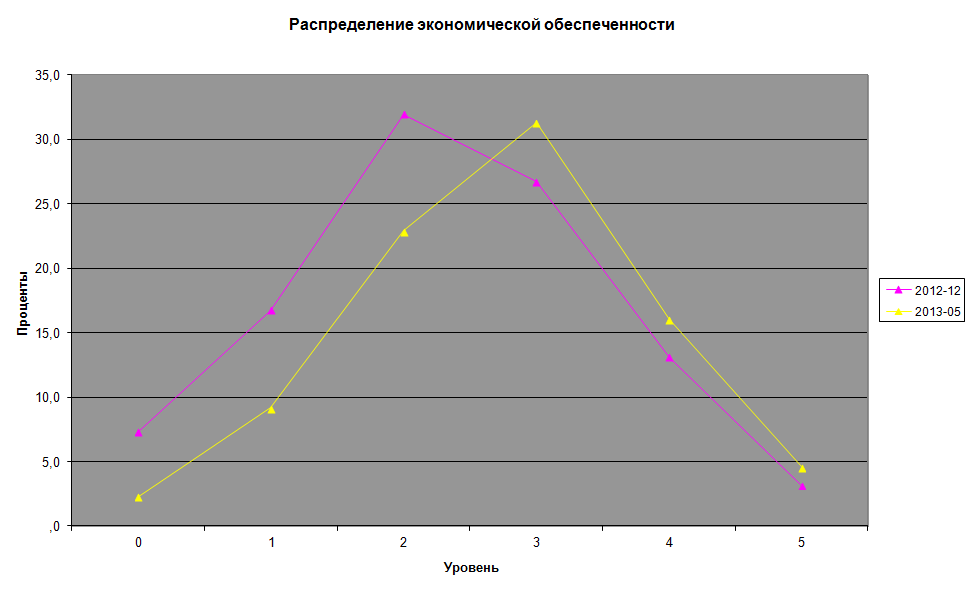 Распределение экономической обеспеченности
35,0
30,0
25,0
20,0
15,0
10,0
5,0
,0
Проценты
0 1 2 3 4 5
Уровень
2012-12
2013-05